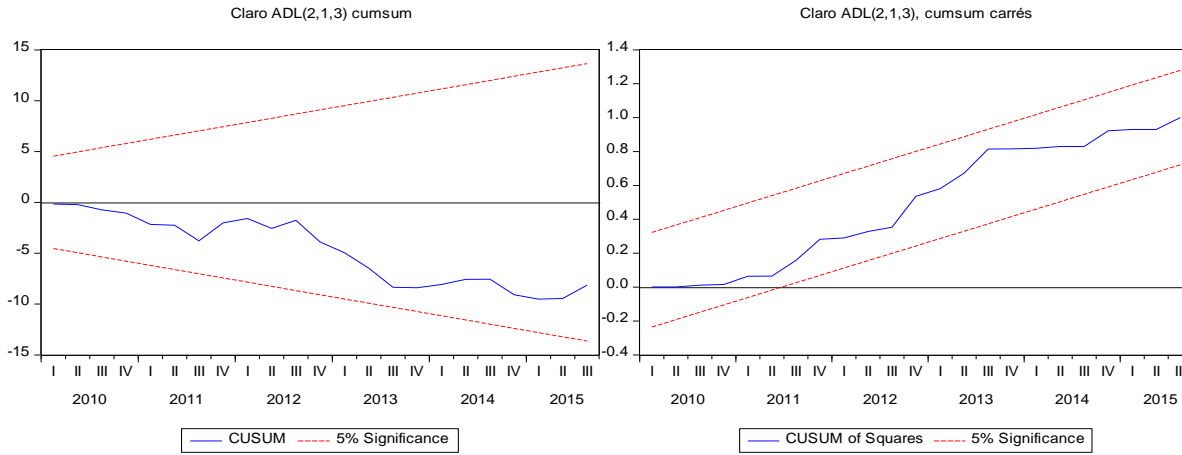 Claro ADL(2,1,3) cumsum
15
10
5
0
-5
-10
-15
I II III IV I II III IV I II III IV I II III IV I II III IV I II III
2010 2011 2012 2013 2014 2015
CUSUM 5% Significance
Claro ADL(2,1,3), cumsum carrés
1.4
1.2
1.0
0.8
0.6
0.4
0.2
0.0
-0.2
-0.4
I II III IV I II III IV I II III IV I II III IV I II III IV I II II
2010 2011 2012 2013 2014 2015
CUSUM of Squares 5% Significance